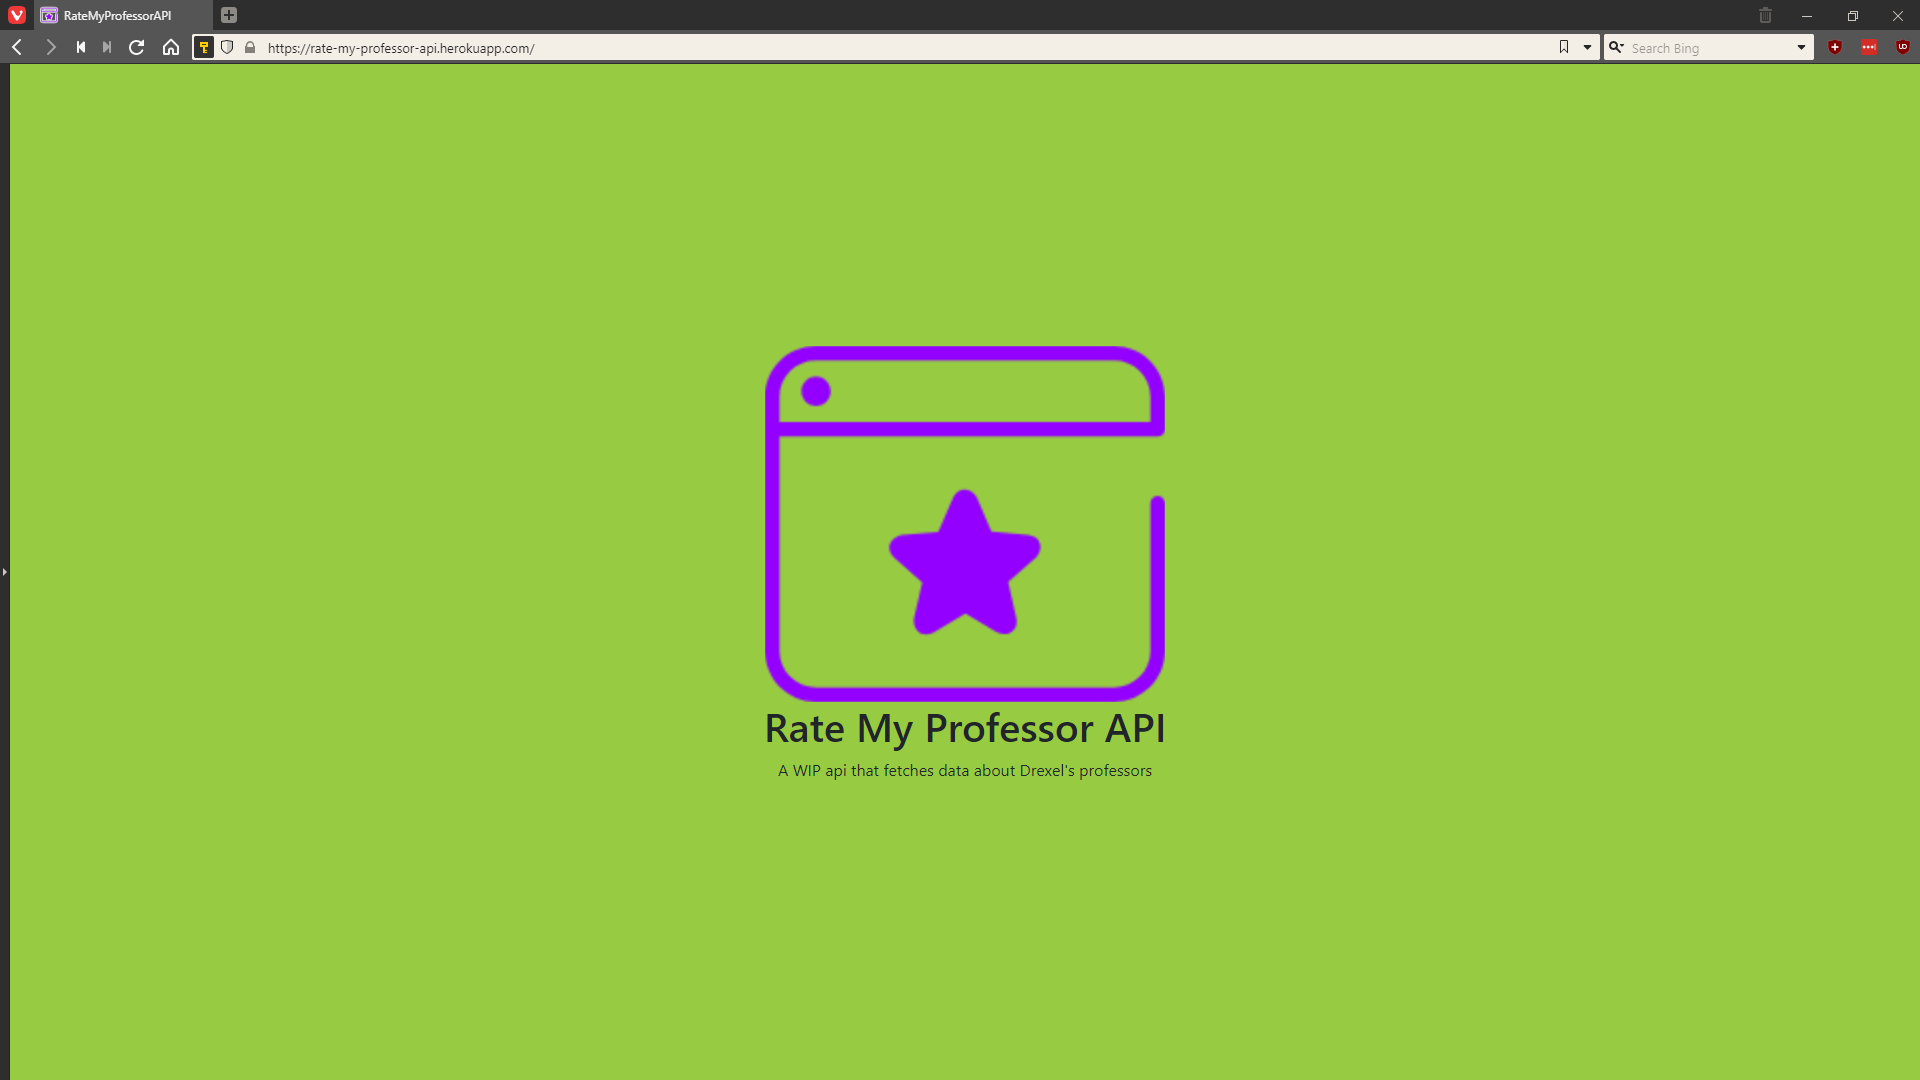 RateMyProfessorAPI
https://rate-my-professor-api.herokuapp.com/
Search Bing
Rate My Professor API
A WIP api that fetches data about Drexel's professors